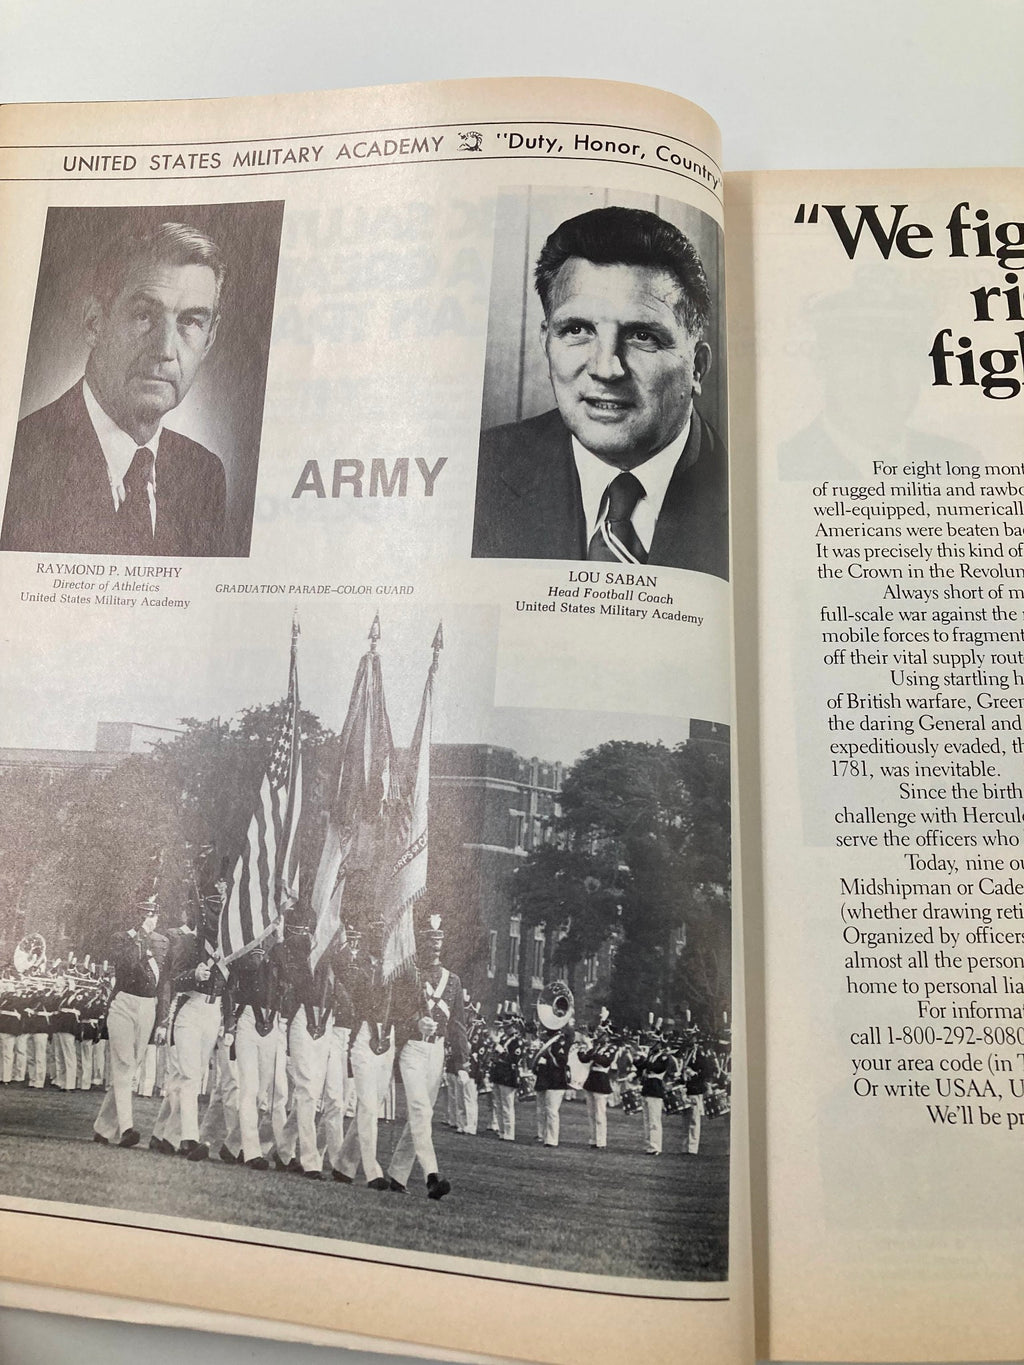 UNITED STATES MILITARY ACADEMY "Duty, Honor, Country"
ARMY
RAYMOND P. MURPHY
Director of Athletics
United States Military Academy
GRADUATION PARADE–COLOR GUARD
LOU SABAN
Head Football Coach
United States Military Academy
CORPS OF
"We fig
ri
figh
For eight long mont
of rugged militia and rawbo
well-equipped, numericall
Americans were beaten bac
It was precisely this kind of
the Crown in the Revolun
Always short of m
full-scale war against the
mobile forces to fragment
off their vital supply rout
Using startling h
of British warfare, Green
the daring General and
expeditiously evaded, th
1781, was inevitable.
Since the birth
challenge with Hercul
serve the officers who
Today, nine ou
Midshipman or Cade
(whether drawing reti
Organized by officers
almost all the person
home to personal lia
For informat
call 1-800-292-8080
your area code (in T
Or write USAA, U
We'll be pr